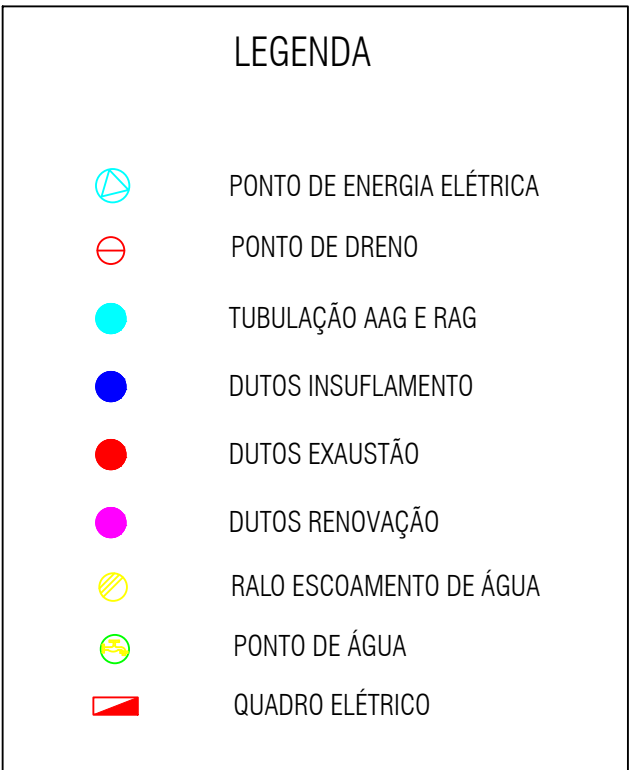 LEGENDA
PONTO DE ENERGIA ELÉTRICA
PONTO DE DRENO
TUBULAÇÃO AAG E RAG
DUTOS INSUFLAMENTO
DUTOS EXAUSTÃO
DUTOS RENOVAÇÃO
RALO ESCOAMENTO DE ÁGUA
PONTO DE ÁGUA
QUADRO ELÉTRICO